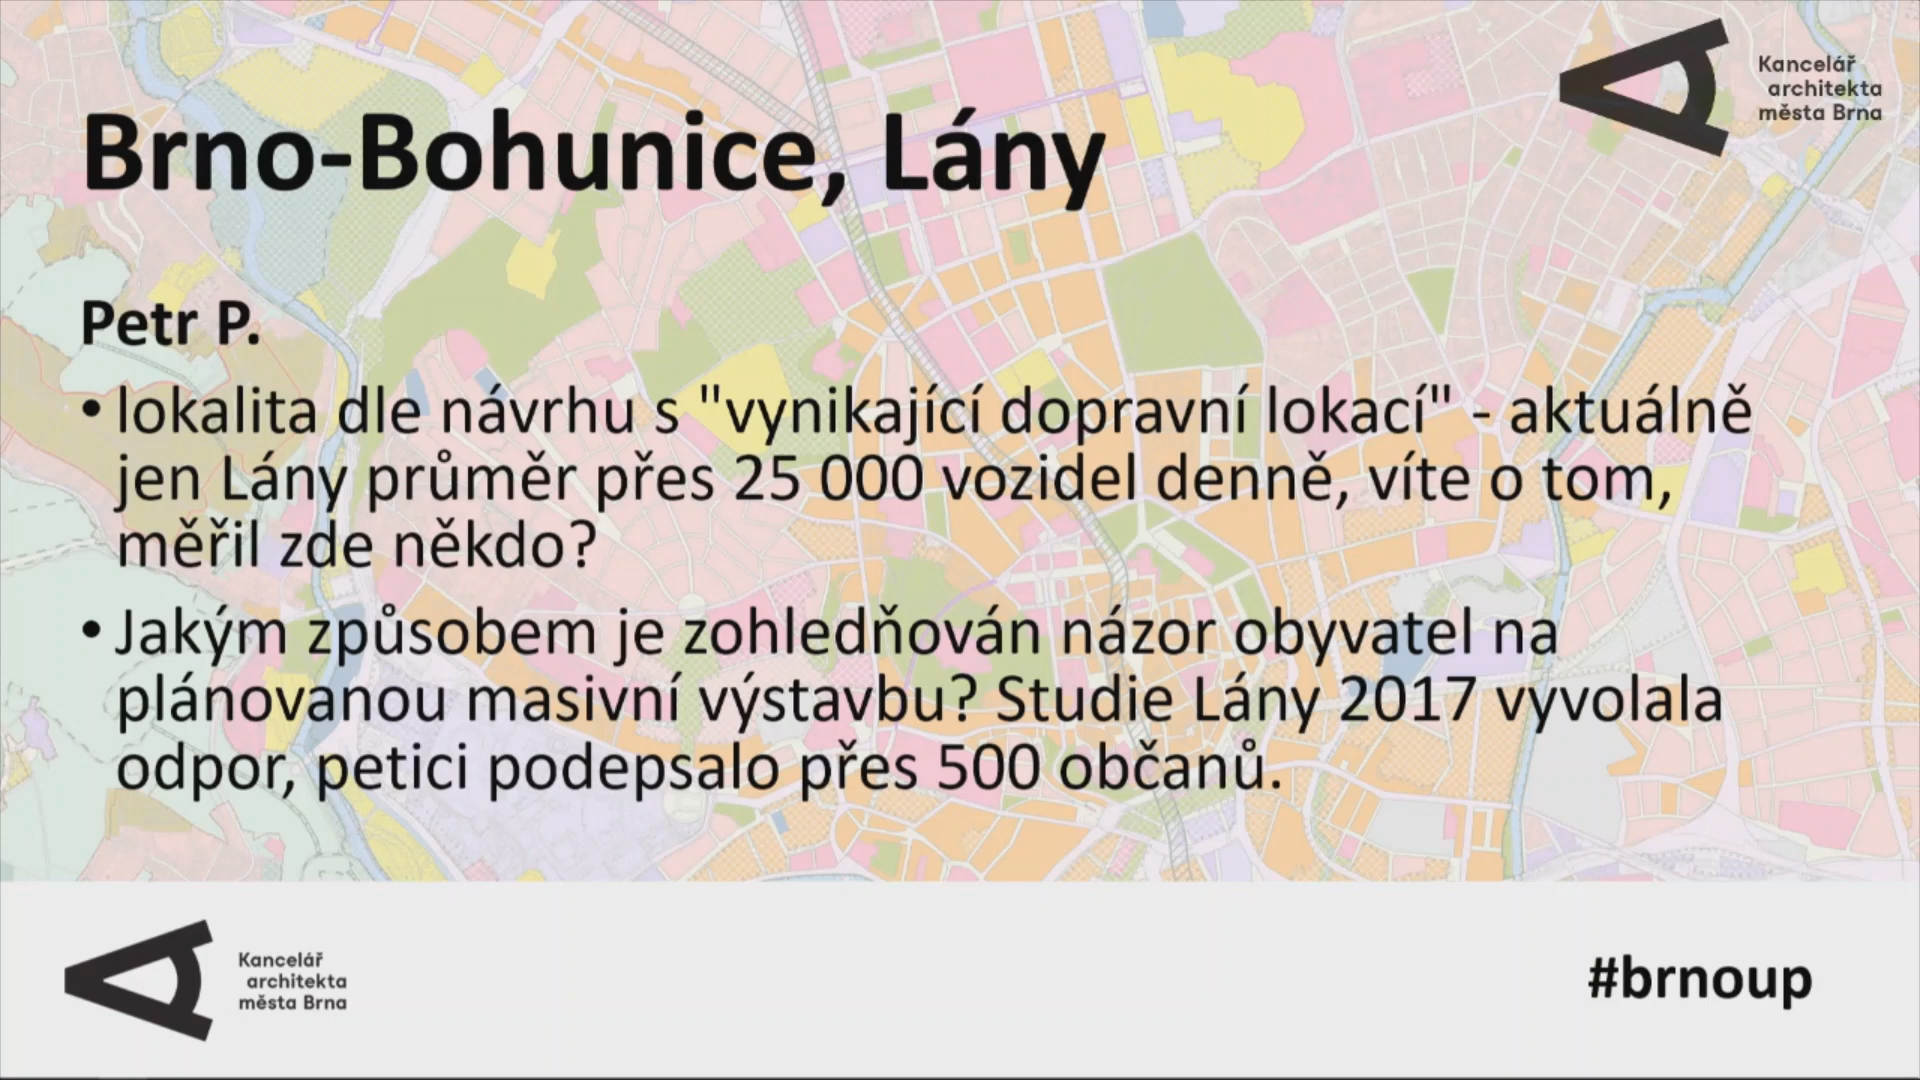 Kancelář
architekta
města Brna
Brno-Bohunice, Lány
Petr P.
• lokalita dle návrhu s "vynikající dopravní lokací" - aktuálně
jen Lány průměr přes 25 000 vozidel denně, víte o tom,
měřil zde někdo?
• Jakým způsobem je zohledňován názor obyvatel na
plánovanou masivní výstavbu? Studie Lány 2017 vyvolala
odpor, petici podepsalo přes 500 občanů.
Kancelář
architekta
města Brna
#brnoup